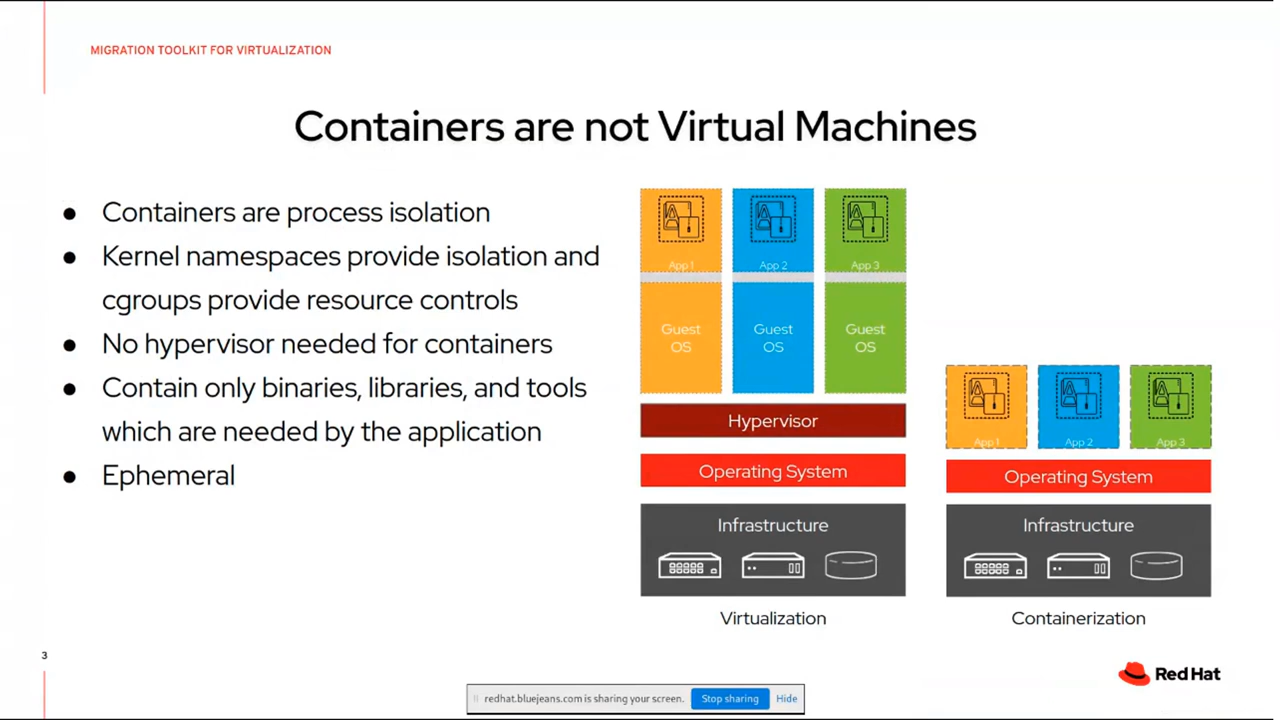 MIGRATION TOOLKIT FOR VIRTUALIZATION
Containers are not Virtual Machines
● Containers are process isolation
● Kernel namespaces provide isolation and
cgroups provide resource controls
● No hypervisor needed for containers
● Contain only binaries, libraries, and tools
which are needed by the application
● Ephemeral
App 1
App 2
App 3
Guest
OS
Guest
OS
Guest
OS
Hypervisor
Operating System
Infrastructure
Virtualization
App 1
App 2
App 3
Operating System
Infrastructure
Containerization
3
Red Hat
redhat.bluejeans.com is sharing your screen.
Stop sharing
Hide